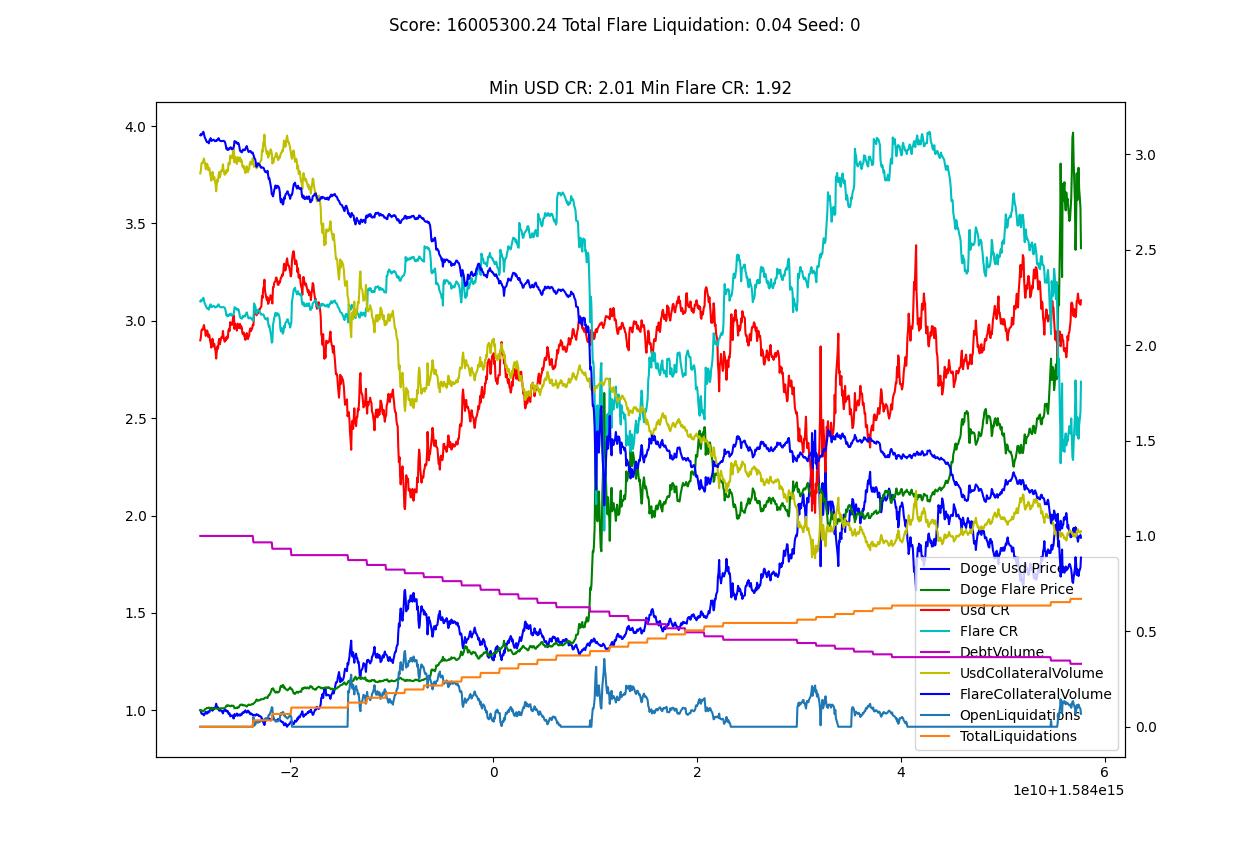 Score: 16005300.24 Total Flare Liquidation: 0.04 Seed: 0
Min USD CR: 2.01 Min Flare CR: 1.92
4.0
3.5
3.0
2.5
2.0
1.5
1.0
3.0
2.5
2.0
1.5
1.0
0.5
0.0
Doge Usd Price
Doge Flare Price
Usd CR
Flare CR
DebtVolume
UsdCollateralVolume
FlareCollateralVolume
OpenLiquidations
TotalLiquidations
−2 0 2 4 6
1e10+1.584e15